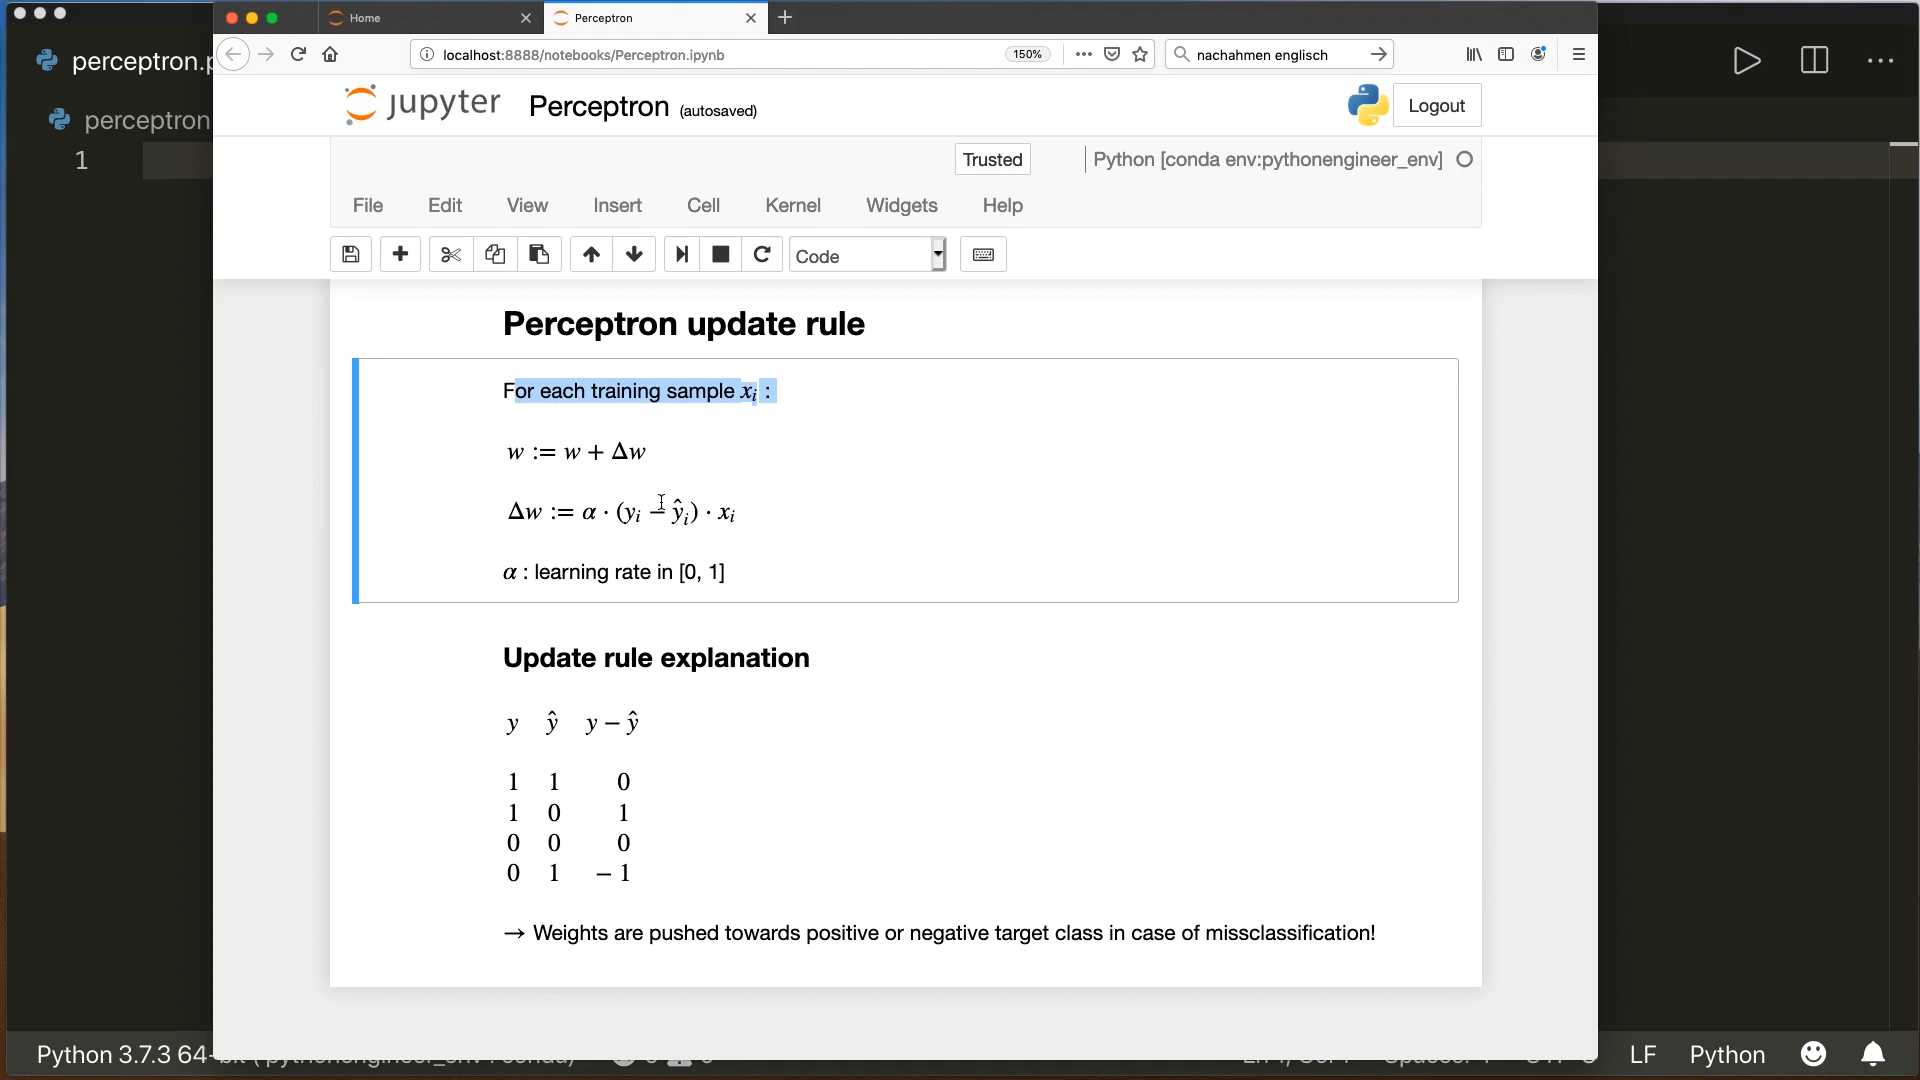 Home
Perceptron
localhost:8888/notebooks/Perceptron.ipynb
150%
nachahmen englisch
perceptron.p
jupyter Perceptron (autosaved)
Logout
perceptron
1
Trusted
Python [conda env:pythonengineer_env]
File Edit View Insert Cell Kernel Widgets Help
Code
Perceptron update rule
For each training sample xᵢ :
w := w + Δw
Δw := α · (yᵢ − ŷᵢ) · xᵢ
α : learning rate in [0, 1]
Update rule explanation
y ŷ y − ŷ
1 1 0
1 0 1
0 0 0
0 1 − 1
→ Weights are pushed towards positive or negative target class in case of missclassification!
Python 3.7.3 64-bit
LF Python